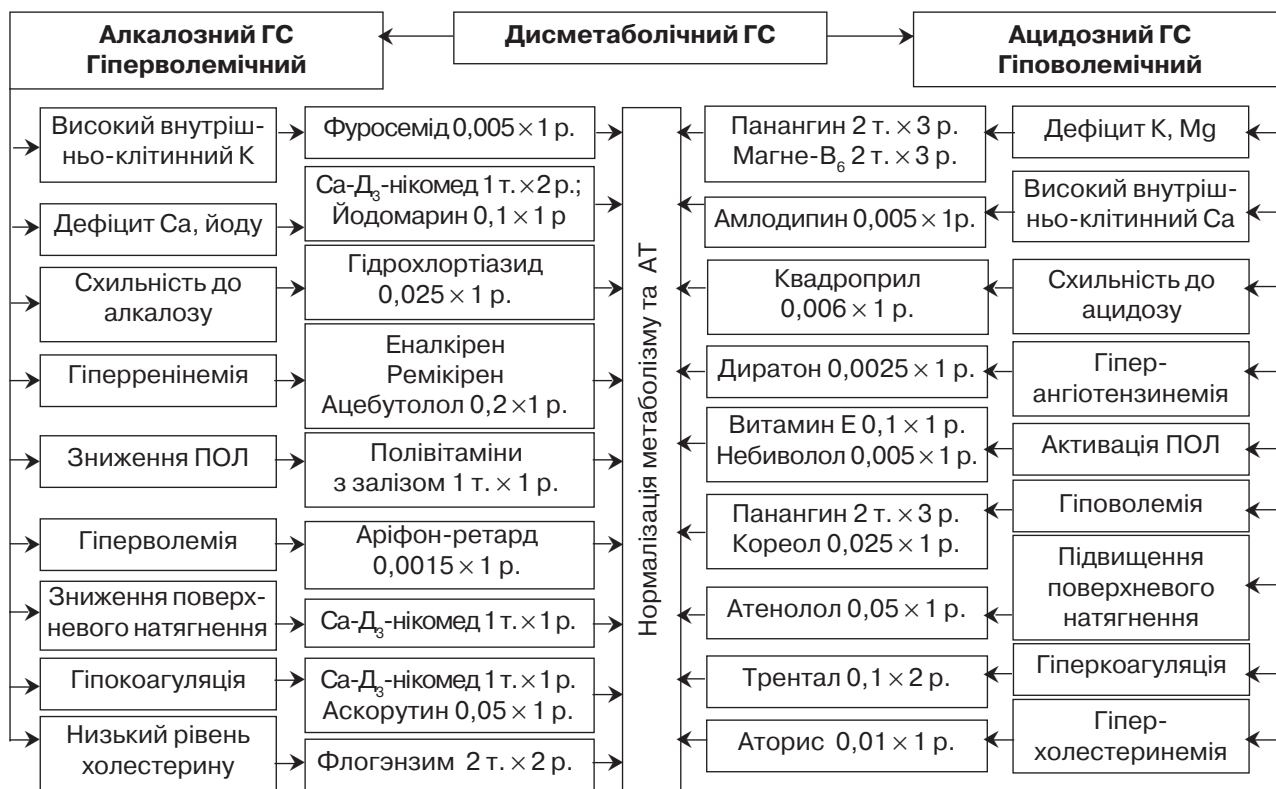 Алкалозний ГС
Гіперволемічний
Дисметаболічний ГС
Ацидозний ГС
Гіповолемічний
Високий внутріш-
ньо-клітинний К
Фуросемід 0,005 × 1 р.
Дефіцит Са, йоду
Са-Д₃-нікомед 1 т. × 2 р.;
Йодомарин 0,1 × 1 р
Схильність до
алкалозу
Гідрохлортіазид
0,025 × 1 р.
Гіперренінемія
Еналкірен
Ремікірен
Ацебутолол 0,2 ×1 р.
Зниження ПОЛ
Полівітаміни
з залізом 1 т. × 1 р.
Гіперволемія
Аріфон-ретард
0,0015 × 1 р.
Зниження поверх-
невого натягнення
Са-Д₃-нікомед 1 т. × 1 р.
Гіпокоагуляція
Са-Д₃-нікомед 1 т. × 1 р.
Аскорутин 0,05 × 1 р.
Низький рівень
холестерину
Флогэнзим 2 т. × 2 р.
Нормалізація метаболізму та АТ
Панангин 2 т. × 3 р.
Магне-В₆ 2 т. × 3 р.
Дефіцит К, Mg
Амлодипин 0,005 × 1р.
Високий внутріш-
ньо-клітинний Са
Квадроприл
0,006 × 1 р.
Схильність до
ацидозу
Диратон 0,0025 × 1 р.
Гіпер-
ангіотензинемія
Витамин Е 0,1 × 1 р.
Небиволол 0,005 × 1 р.
Активація ПОЛ
Панангин 2 т. × 3 р.
Кореол 0,025 × 1 р.
Гіповолемія
Атенолол 0,05 × 1 р.
Підвищення
поверхневого
натягнення
Трентал 0,1 × 2 р.
Гіперкоагуляція
Аторис 0,01 × 1 р.
Гіпер-
холестеринемія